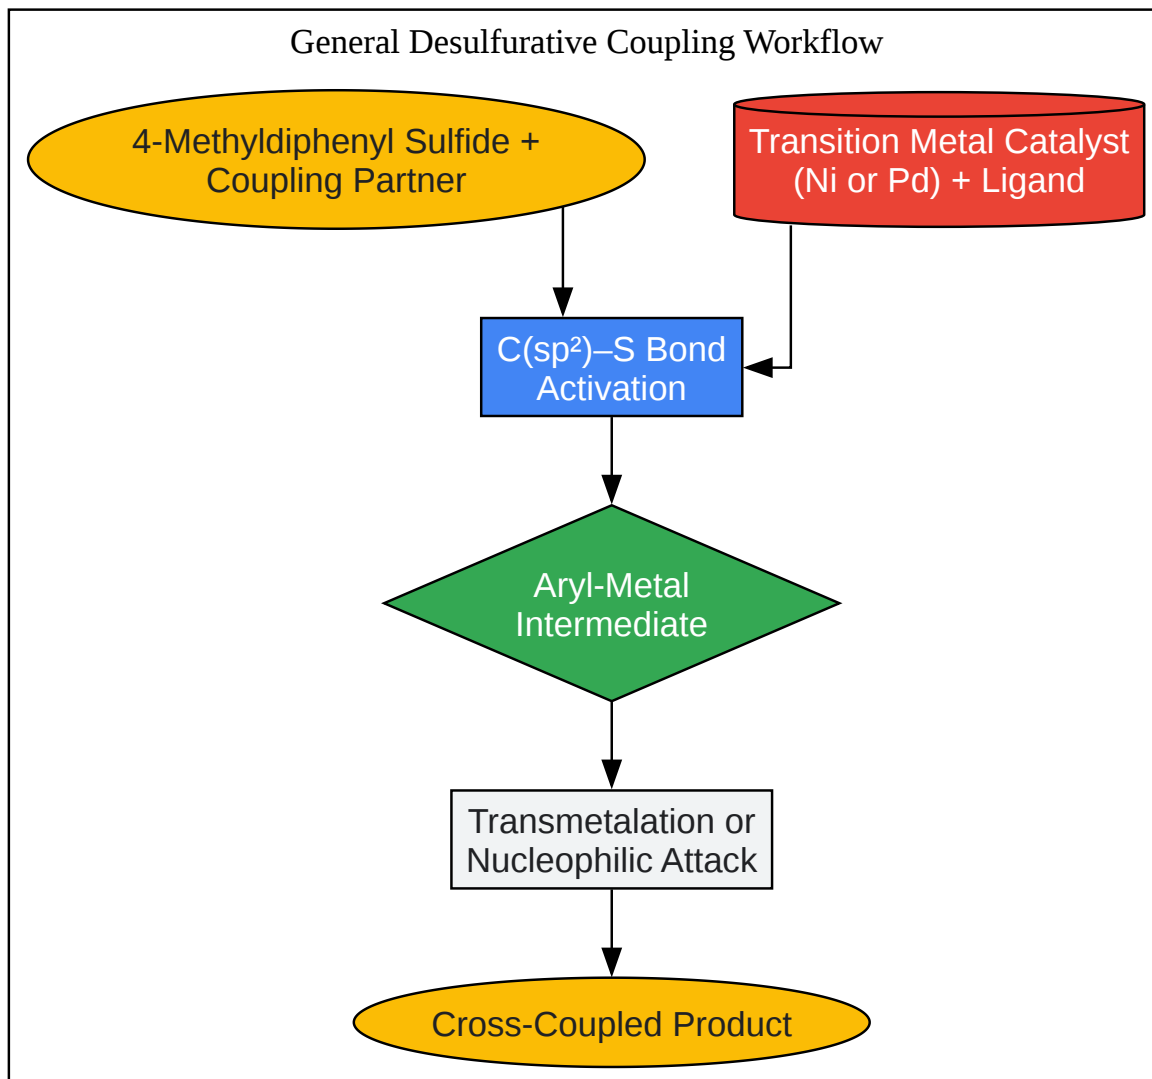 General Desulfurative Coupling Workflow
4-Methyldiphenyl Sulfide +
Coupling Partner
Transition Metal Catalyst
(Ni or Pd) + Ligand
C(sp²)–S Bond
Activation
Aryl-Metal
Intermediate
Transmetalation or
Nucleophilic Attack
Cross-Coupled Product